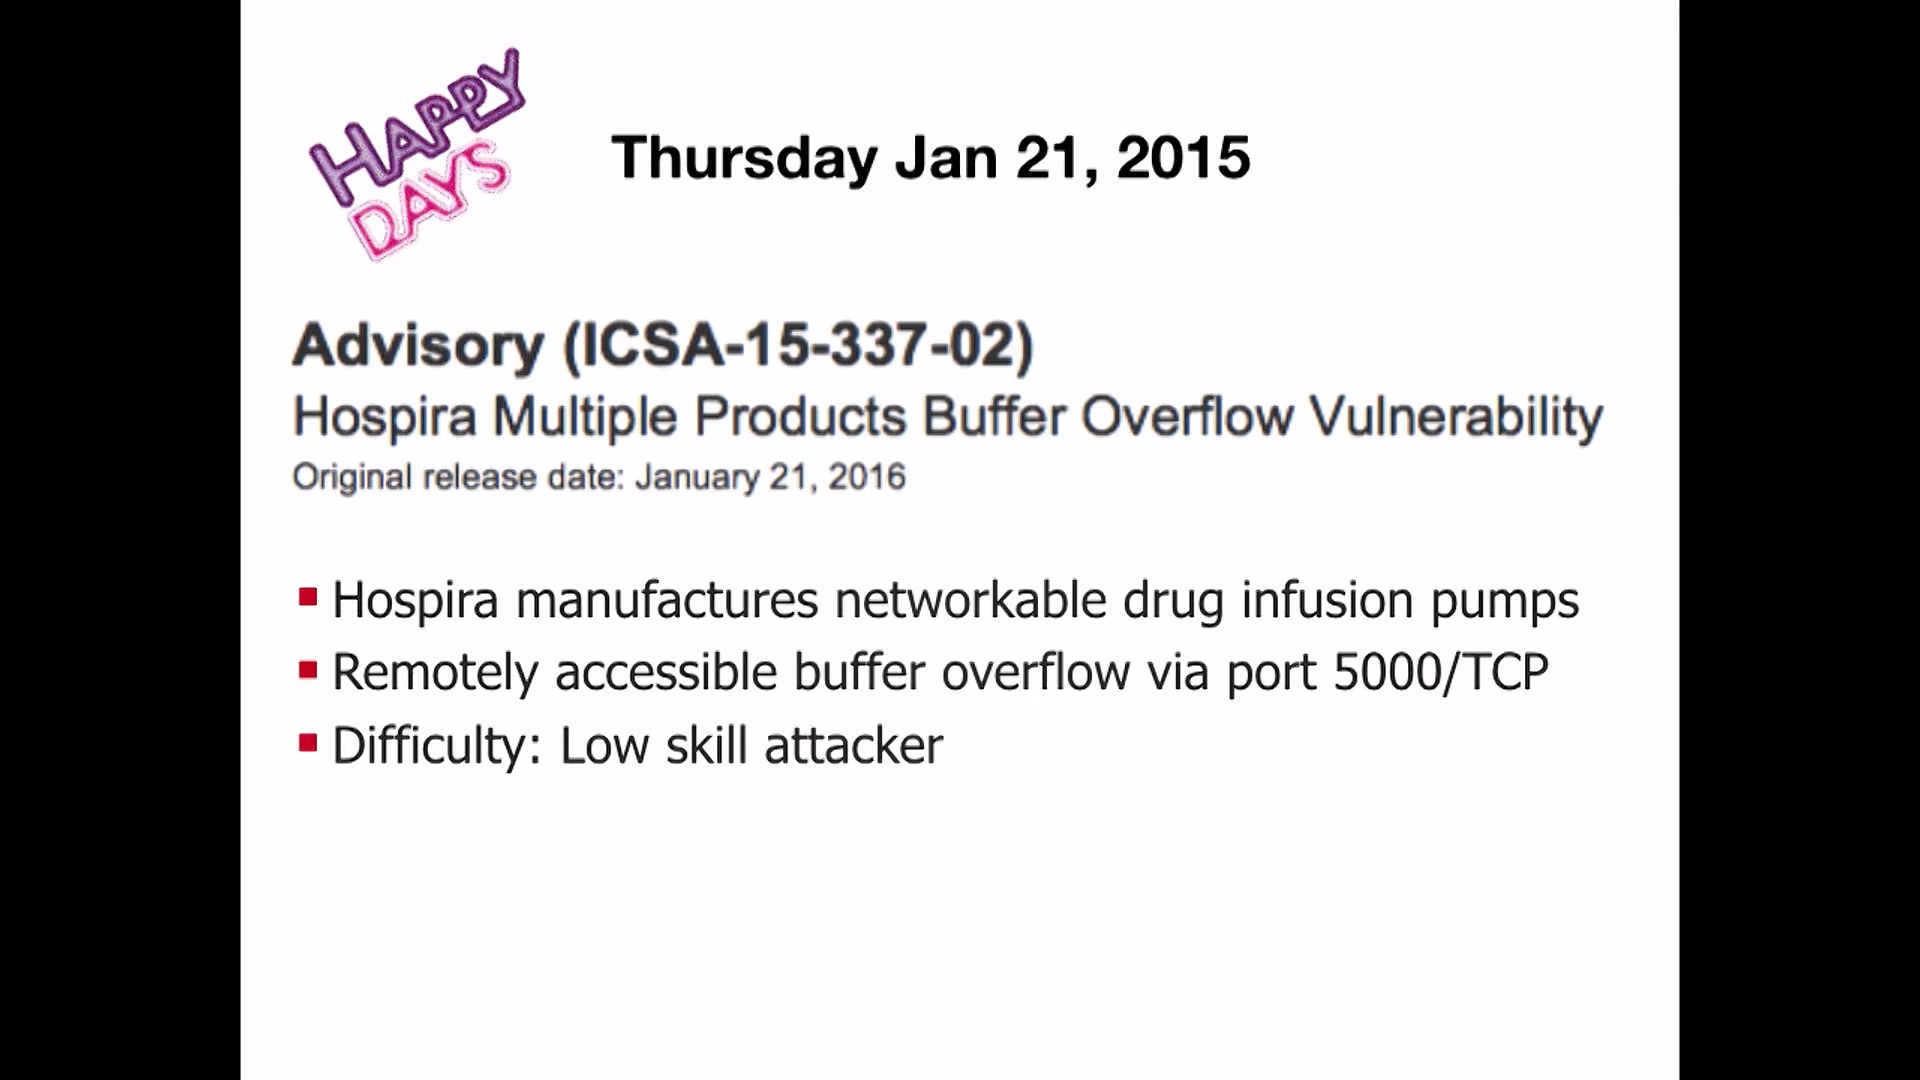 HAPPY
DAYS
Thursday Jan 21, 2015
Advisory (ICSA-15-337-02)
Hospira Multiple Products Buffer Overflow Vulnerability
Original release date: January 21, 2016
Hospira manufactures networkable drug infusion pumps
Remotely accessible buffer overflow via port 5000/TCP
Difficulty: Low skill attacker